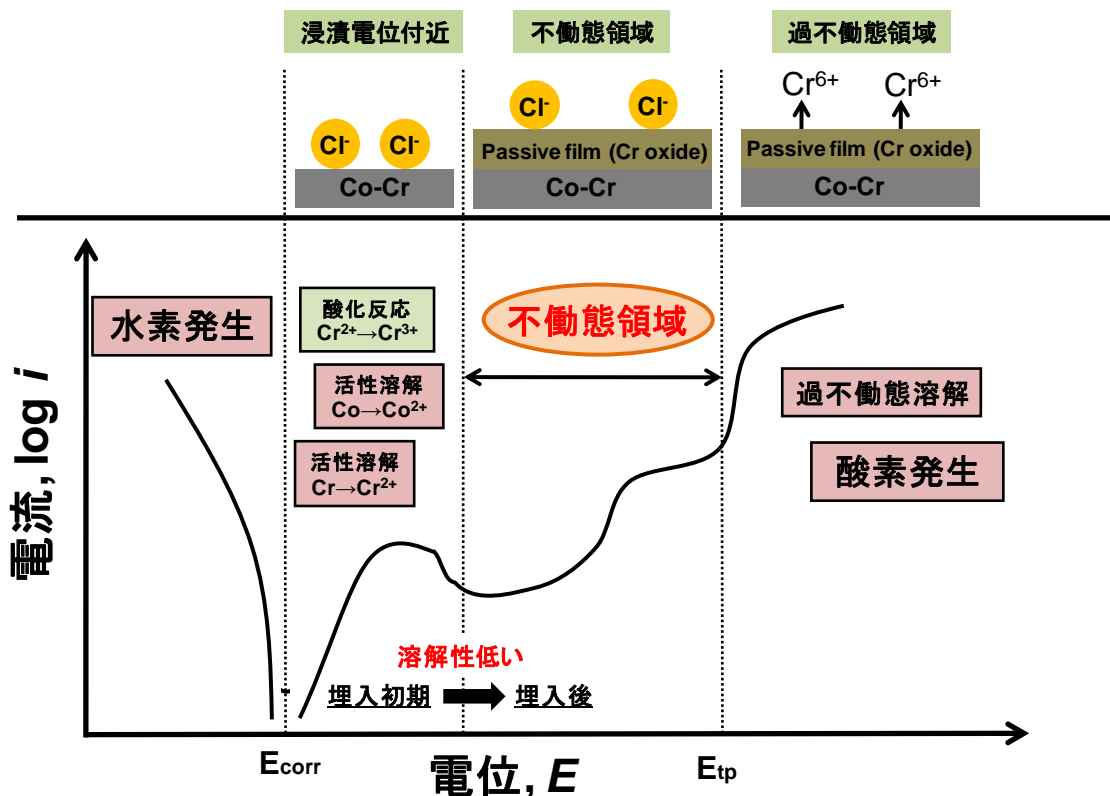 浸漬電位付近
不働態領域
過不働態領域
Cl-
Cl-
Co-Cr
Cl-
Cl-
Passive film (Cr oxide)
Co-Cr
Cr6+
Cr6+
Passive film (Cr oxide)
Co-Cr
電流, log i
水素発生
酸化反応
Cr2+→Cr3+
活性溶解
Co→Co2+
活性溶解
Cr→Cr2+
不働態領域
過不働態溶解
酸素発生
溶解性低い
埋入初期
埋入後
Ecorr
電位, E
Etp